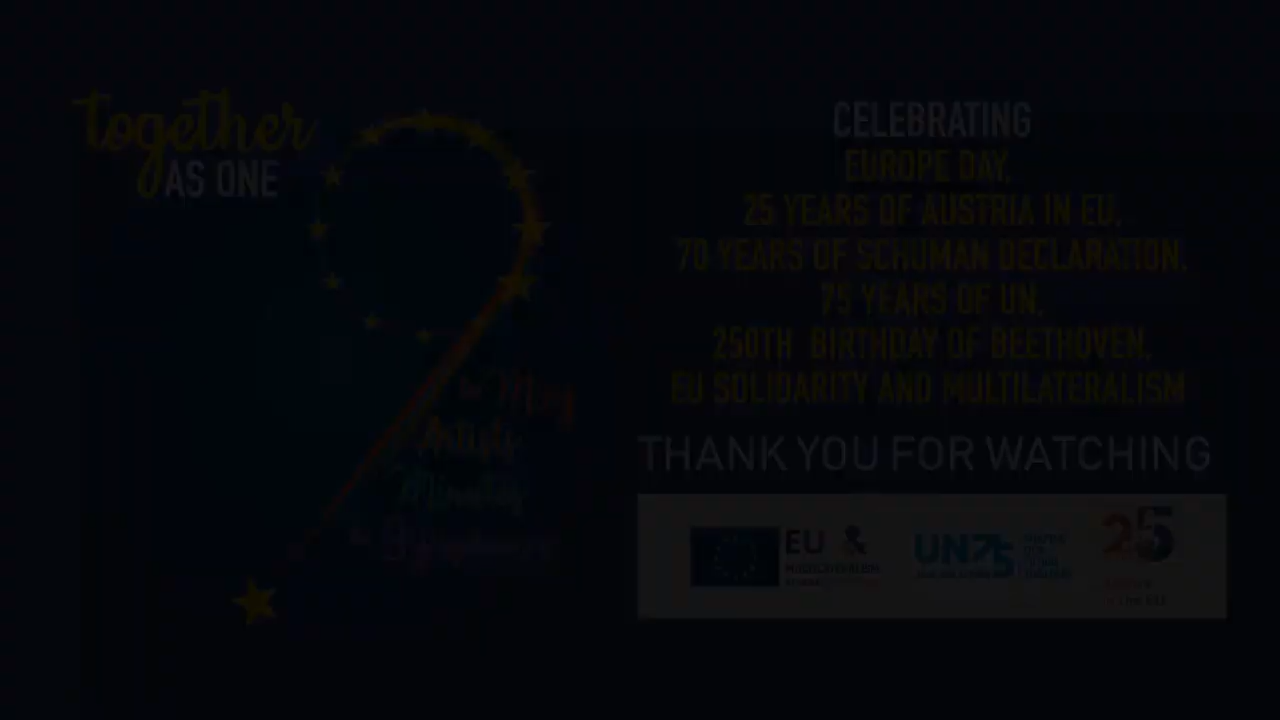 together
AS ONE
CELEBRATING
EUROPE DAY,
25 YEARS OF AUSTRIA IN EU,
70 YEARS OF SCHUMAN DECLARATION,
75 YEARS OF UN,
250TH BIRTHDAY OF BEETHOVEN,
EU SOLIDARITY AND MULTILATERALISM
THANK YOU FOR WATCHING
EU
UN75
25